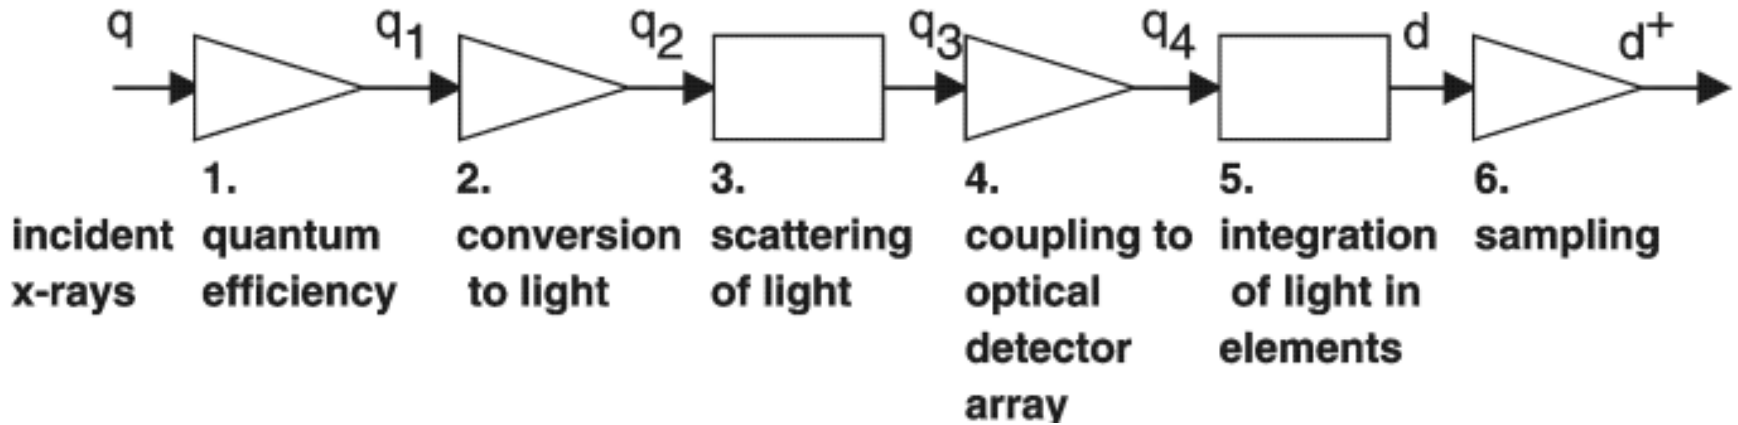 q q₁ q₂ q₃ q₄ d d⁺
1. 2. 3. 4. 5. 6.
incident quantum conversion scattering coupling to integration sampling
x-rays efficiency to light of light optical of light in
detector elements
array